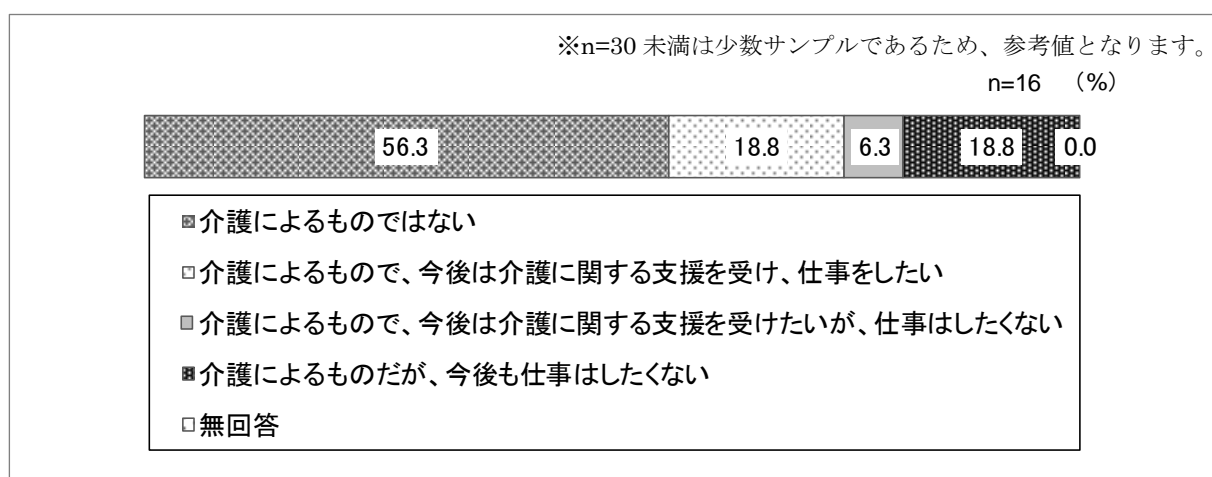 ※n=30 未満は少数サンプルであるため、参考値となります。
n=16 （%）
56.3 18.8 6.3 18.8 0.0
介護によるものではない
介護によるもので、今後は介護に関する支援を受け、仕事をしたい
介護によるもので、今後は介護に関する支援を受けたいが、仕事はしたくない
介護によるものだが、今後も仕事はしたくない
無回答